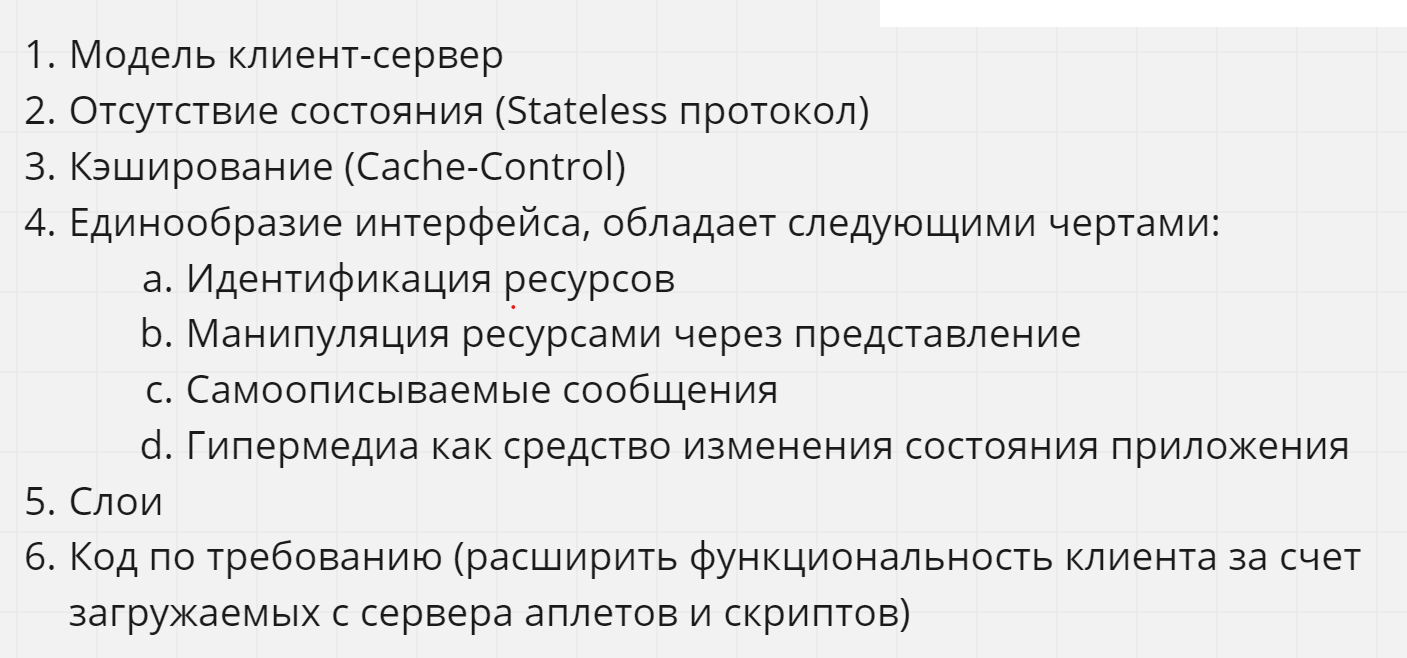 1. Модель клиент-сервер
2. Отсутствие состояния (Stateless протокол)
3. Кэширование (Cache-Control)
4. Единообразие интерфейса, обладает следующими чертами:
a. Идентификация ресурсов
b. Манипуляция ресурсами через представление
c. Самоописываемые сообщения
d. Гипермедиа как средство изменения состояния приложения
5. Слои
6. Код по требованию (расширить функциональность клиента за счет
загружаемых с сервера аплетов и скриптов)